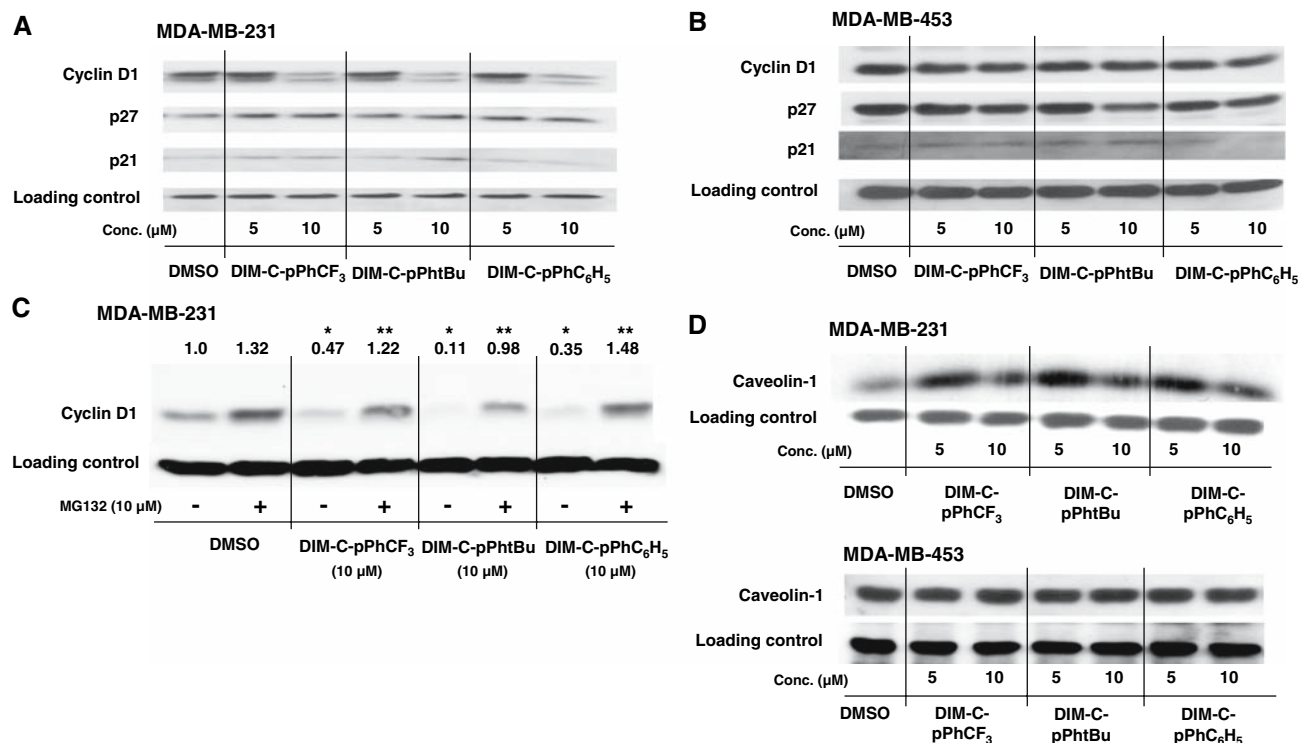 A
MDA-MB-231
Cyclin D1
p27
p21
Loading control
Conc. (µM) 5 10 5 10 5 10
DMSO DIM-C-pPhCF3 DIM-C-pPhtBu DIM-C-pPhC6H5
B
MDA-MB-453
Cyclin D1
p27
p21
Loading control
Conc. (µM) 5 10 5 10 5 10
DMSO DIM-C-pPhCF3 DIM-C-pPhtBu DIM-C-pPhC6H5
C
MDA-MB-231
* ** * ** * **
1.0 1.32 0.47 1.22 0.11 0.98 0.35 1.48
Cyclin D1
Loading control
MG132 (10 µM) - + - + - + - +
DMSO DIM-C-pPhCF3 DIM-C-pPhtBu DIM-C-pPhC6H5
(10 µM) (10 µM) (10 µM)
D
MDA-MB-231
Caveolin-1
Loading control
Conc. (µM) 5 10 5 10 5 10
DMSO DIM-C- DIM-C- DIM-C-
pPhCF3 pPhtBu pPhC6H5
MDA-MB-453
Caveolin-1
Loading control
Conc. (µM) 5 10 5 10 5 10
DMSO DIM-C- DIM-C- DIM-C-
pPhCF3 pPhtBu pPhC6H5